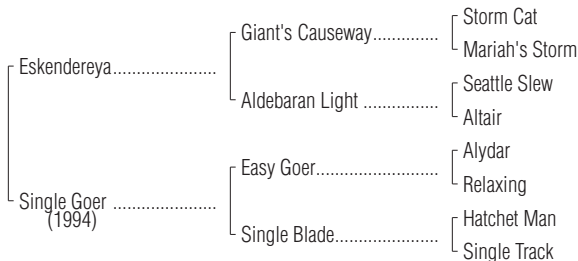 Storm Cat
Giant's Causeway..............
Mariah's Storm
Eskendereya......................
Seattle Slew
Aldebaran Light ................
Altair
Alydar
Easy Goer..........................
Relaxing
Single Goer ......................
(1994)
Hatchet Man
Single Blade......................
Single Track